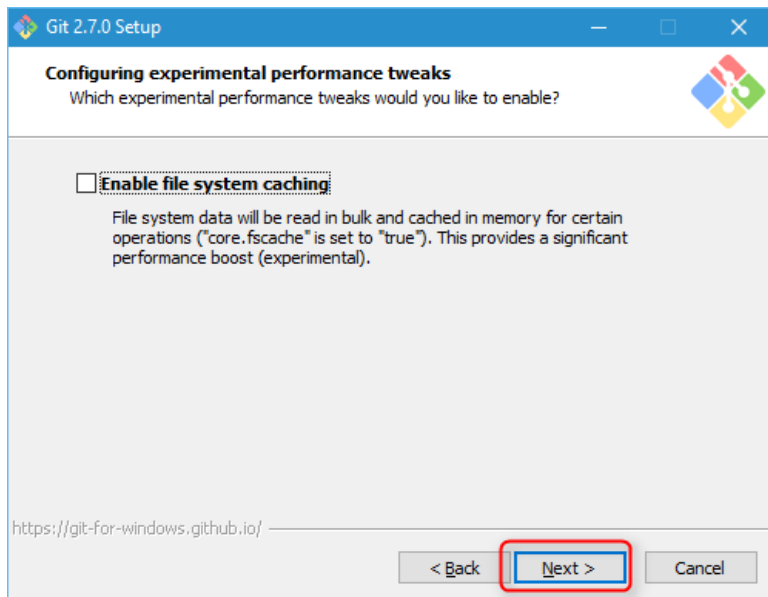 Git 2.7.0 Setup
Configuring experimental performance tweaks
Which experimental performance tweaks would you like to enable?
Enable file system caching
File system data will be read in bulk and cached in memory for certain
operations ("core.fscache" is set to "true"). This provides a significant
performance boost (experimental).
https://git-for-windows.github.io/
< Back Next > Cancel